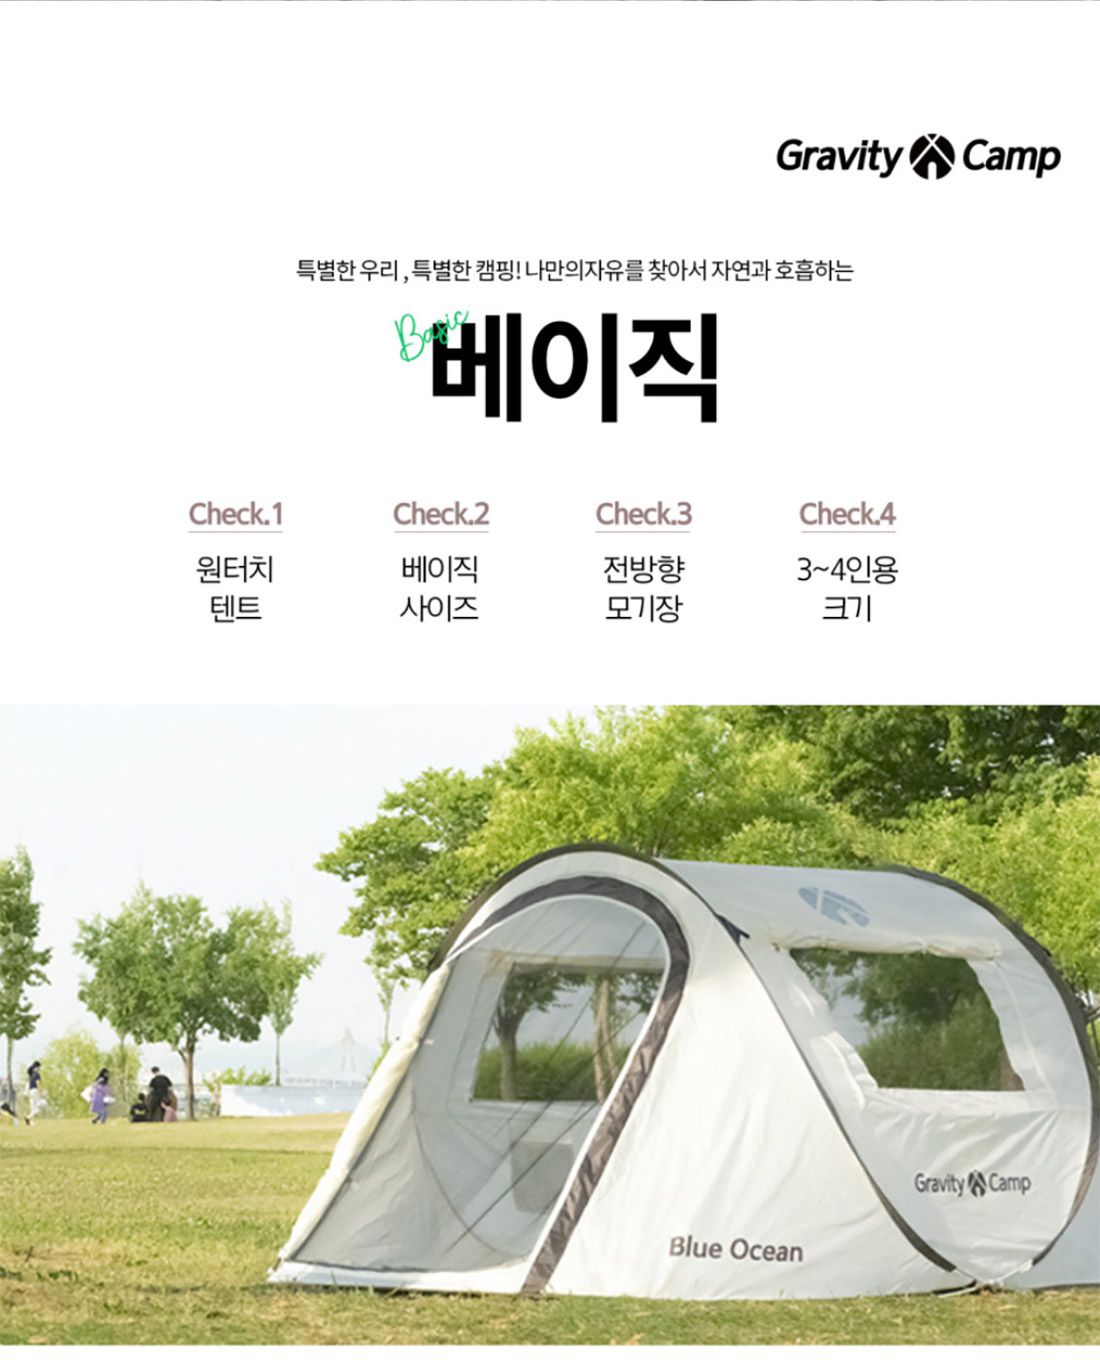 Gravity Camp
특별한 우리 , 특별한 캠핑! 나만의자유를 찾아서 자연과 호흡하는
Basic
베이직
Check.1
원터치
텐트
Check.2
베이직
사이즈
Check.3
전방향
모기장
Check.4
3~4인용
크기
Gravity Camp
Blue Ocean